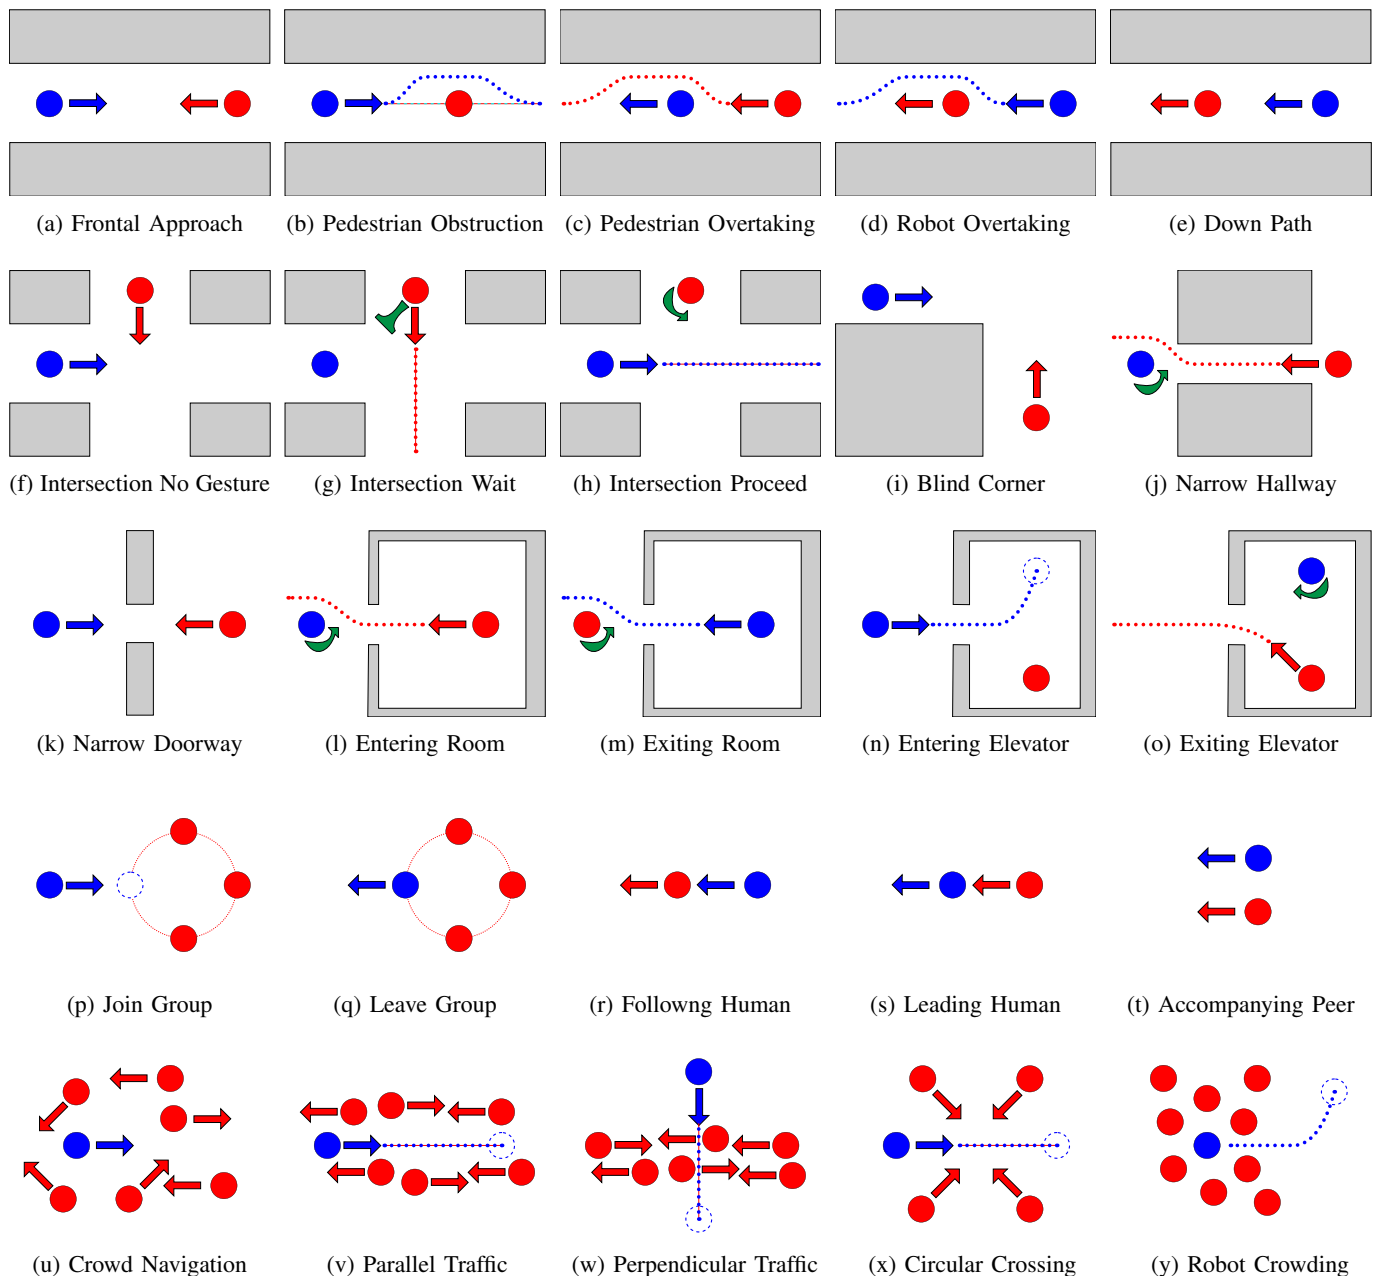 (a) Frontal Approach
(b) Pedestrian Obstruction
(c) Pedestrian Overtaking
(d) Robot Overtaking
(e) Down Path
(f) Intersection No Gesture
(g) Intersection Wait
(h) Intersection Proceed
(i) Blind Corner
(j) Narrow Hallway
(k) Narrow Doorway
(l) Entering Room
(m) Exiting Room
(n) Entering Elevator
(o) Exiting Elevator
(p) Join Group
(q) Leave Group
(r) Followng Human
(s) Leading Human
(t) Accompanying Peer
(u) Crowd Navigation
(v) Parallel Traffic
(w) Perpendicular Traffic
(x) Circular Crossing
(y) Robot Crowding